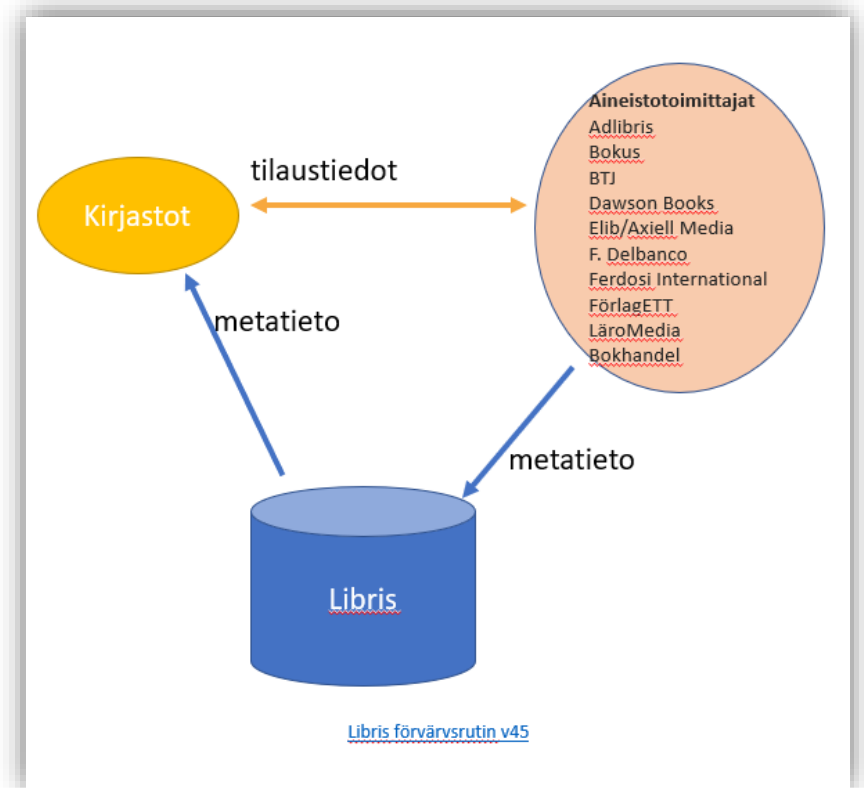 Aineistotoimittajat
Adlibris
Bokus
BTJ
Dawson Books
Elib/Axiell Media
F. Delbanco
Ferdosi International
FörlagETT
LäroMedia
Bokhandel
tilaustiedot
Kirjastot
metatieto
metatieto
Libris
Libris förvärvsrutin v45